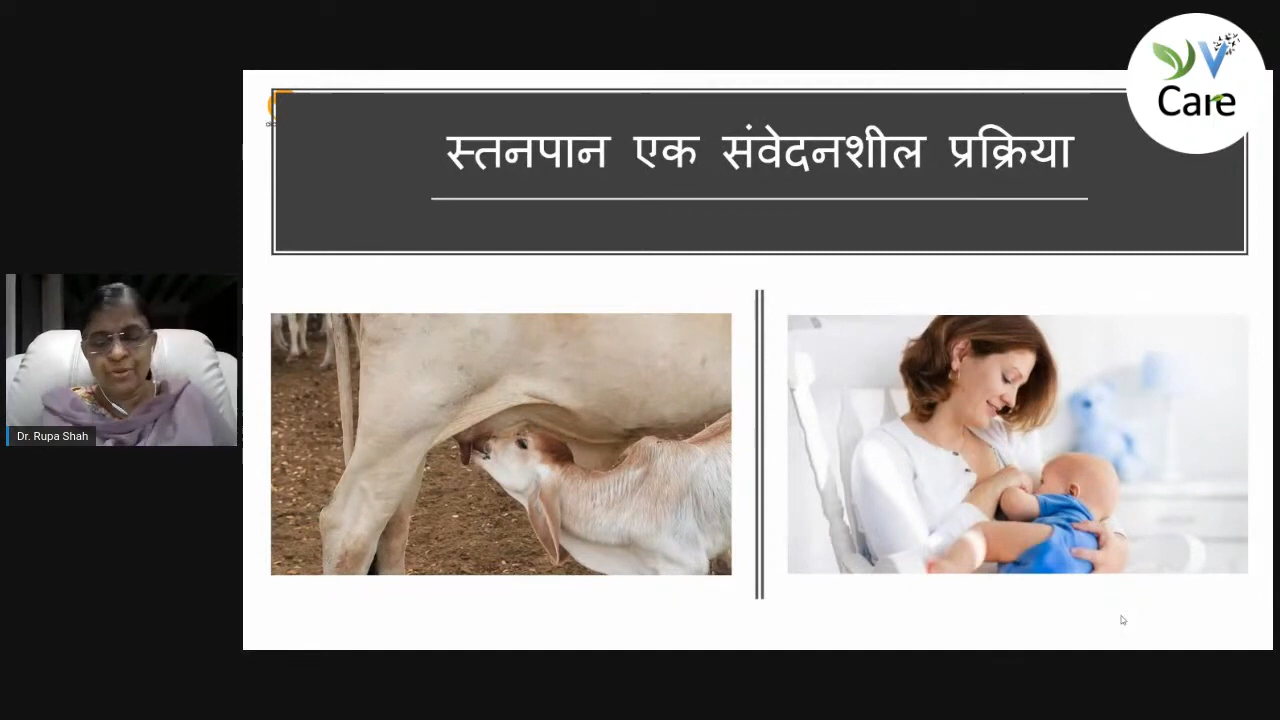 स्तनपान एक संवेदनशील प्रक्रिया
V
Care
Dr. Rupa Shah